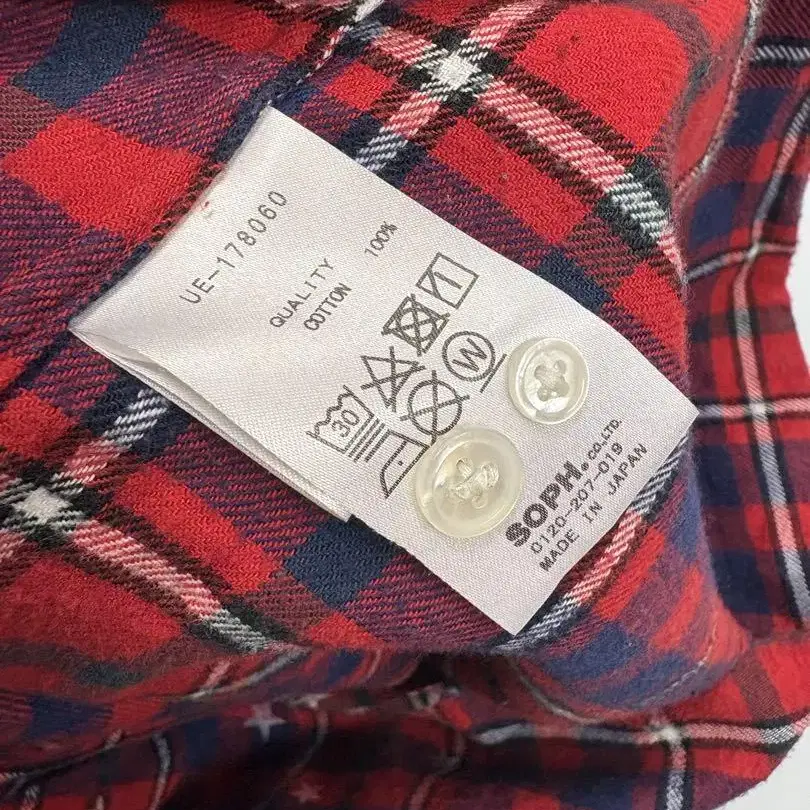 UE-178060
QUALITY
COTTON 100%
30
W
SOPH.CO.,LTD.
0120-207-019
MADE IN JAPAN